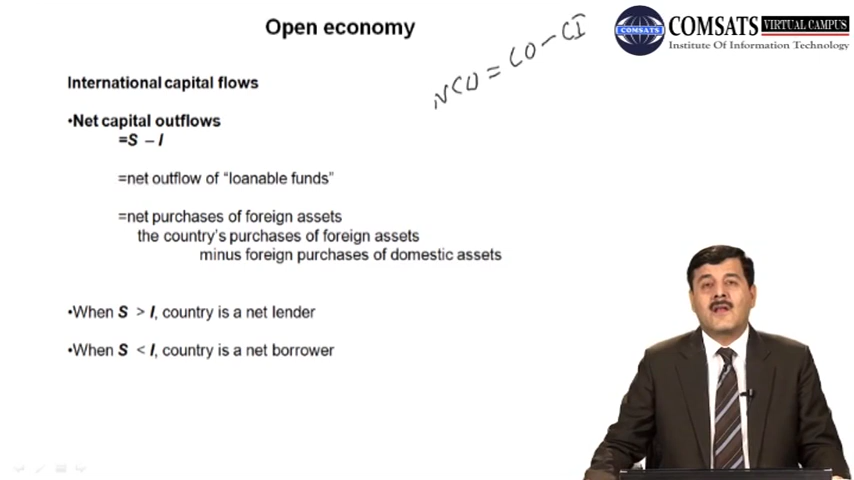 Open economy
NCO = CO - CI
COMSATS VIRTUAL CAMPUS
Institute Of Information Technology
COMSATS
International capital flows
•Net capital outflows
=S – I
=net outflow of “loanable funds”
=net purchases of foreign assets
the country's purchases of foreign assets
minus foreign purchases of domestic assets
•When S > I, country is a net lender
•When S < I, country is a net borrower